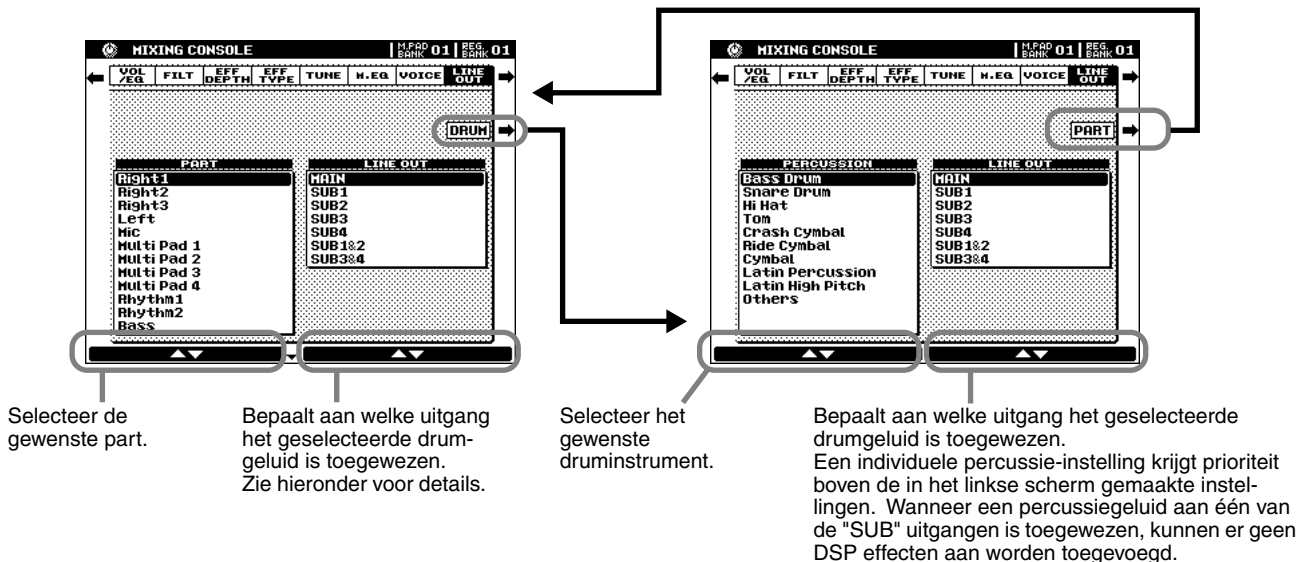 MIXING CONSOLE
M.PAD BANK 01
REG. BANK 01
VOL /EQ
FILT
EFF DEPTH
EFF TYPE
TUNE
M.EQ
VOICE
LINE OUT
DRUM
PART
Right1
Right2
Right3
Left
Mic
Multi Pad 1
Multi Pad 2
Multi Pad 3
Multi Pad 4
Rhythm1
Rhythm2
Bass
LINE OUT
MAIN
SUB1
SUB2
SUB3
SUB4
SUB1&2
SUB3&4
MIXING CONSOLE
M.PAD BANK 01
REG. BANK 01
VOL /EQ
FILT
EFF DEPTH
EFF TYPE
TUNE
M.EQ
VOICE
LINE OUT
PART
PERCUSSION
Bass Drum
Snare Drum
Hi Hat
Tom
Crash Cymbal
Ride Cymbal
Cymbal
Latin Percussion
Latin High Pitch
Others
LINE OUT
MAIN
SUB1
SUB2
SUB3
SUB4
SUB1&2
SUB3&4
Selecteer de
gewenste part.
Bepaalt aan welke uitgang
het geselecteerde drum-
geluid is toegewezen.
Zie hieronder voor details.
Selecteer het
gewenste
druminstrument.
Bepaalt aan welke uitgang het geselecteerde
drumgeluid is toegewezen.
Een individuele percussie-instelling krijgt prioriteit
boven de in het linkse scherm gemaakte instel-
lingen. Wanneer een percussiegeluid aan één van
de "SUB" uitgangen is toegewezen, kunnen er geen
DSP effecten aan worden toegevoegd.